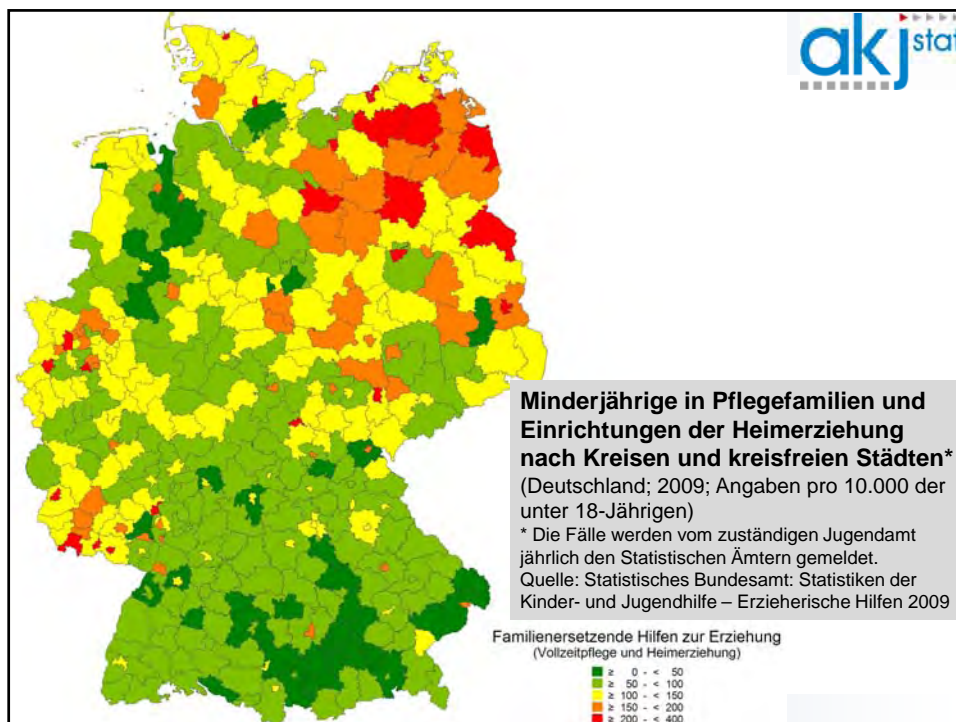 akj stat
Minderjährige in Pflegefamilien und
Einrichtungen der Heimerziehung
nach Kreisen und kreisfreien Städten*
(Deutschland; 2009; Angaben pro 10.000 der
unter 18-Jährigen)
* Die Fälle werden vom zuständigen Jugendamt
jährlich den Statistischen Ämtern gemeldet.
Quelle: Statistisches Bundesamt: Statistiken der
Kinder- und Jugendhilfe – Erzieherische Hilfen 2009
Familienersetzende Hilfen zur Erziehung
(Vollzeitpflege und Heimerziehung)
≥ 0 - < 50
≥ 50 - < 100
≥ 100 - < 150
≥ 150 - < 200
≥ 200 - < 400